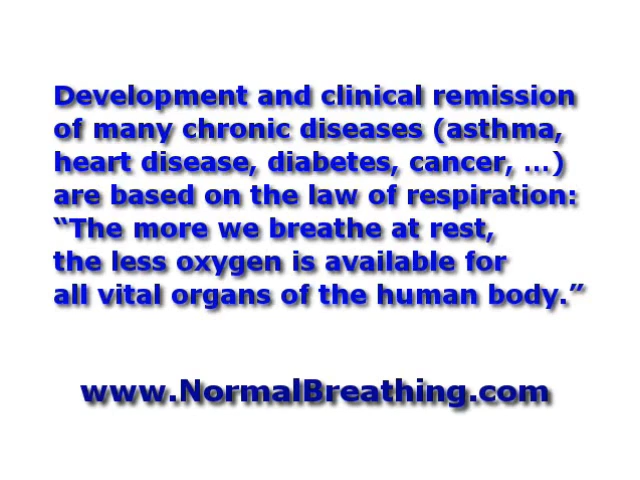 Development and clinical remission
of many chronic diseases (asthma,
heart disease, diabetes, cancer, ...)
are based on the law of respiration:
“The more we breathe at rest,
the less oxygen is available for
all vital organs of the human body.”
www.NormalBreathing.com